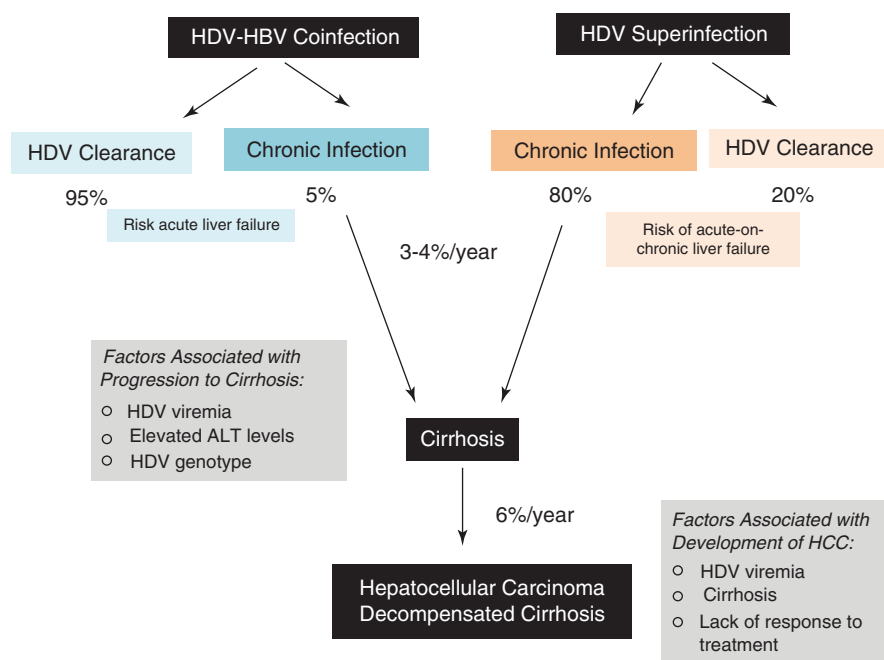 HDV-HBV Coinfection
HDV Superinfection
HDV Clearance
Chronic Infection
Chronic Infection
HDV Clearance
95%
5%
80%
20%
Risk acute liver failure
Risk of acute-on-
chronic liver failure
3-4%/year
Factors Associated with
Progression to Cirrhosis:
HDV viremia
Elevated ALT levels
HDV genotype
Cirrhosis
6%/year
Hepatocellular Carcinoma
Decompensated Cirrhosis
Factors Associated with
Development of HCC:
HDV viremia
Cirrhosis
Lack of response to
treatment